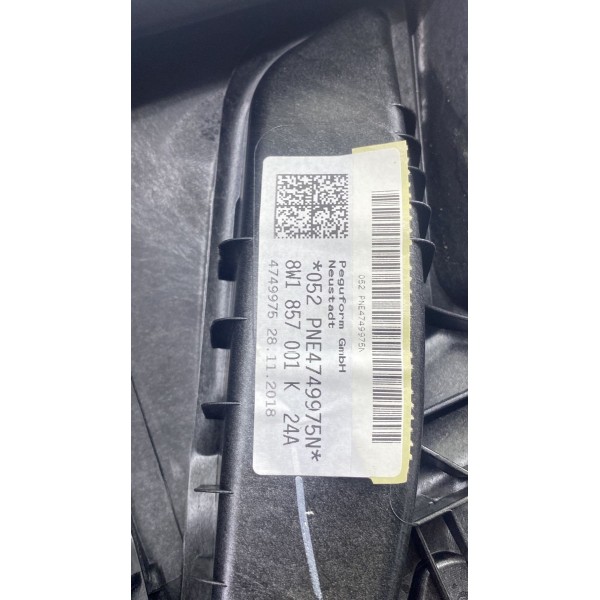 052 PNE4749975N
Peguform GmbH
Neustadt
*052 PNE4749975N*
8W1 857 001 K 24A
4749975 28.11.2018